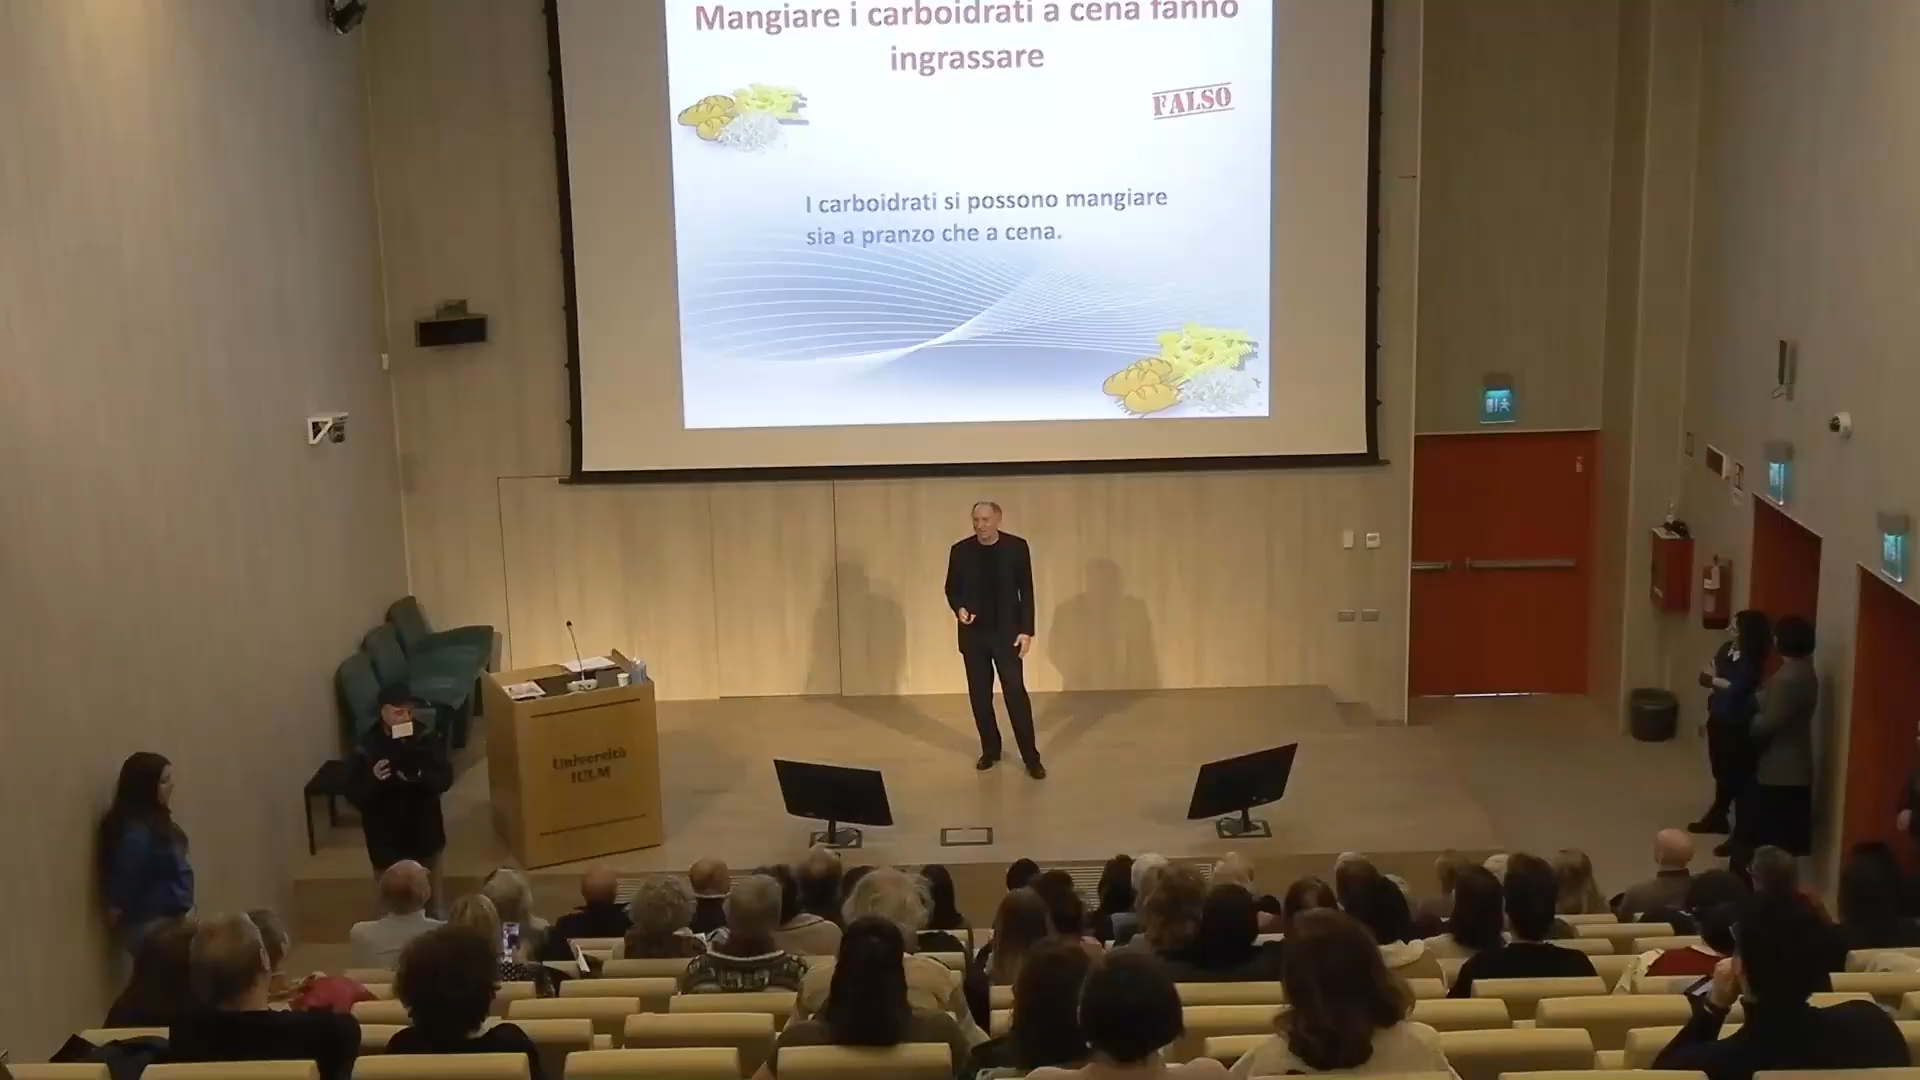 Mangiare i carboidrati a cena fanno
ingrassare
FALSO
I carboidrati si possono mangiare
sia a pranzo che a cena.
Università
IULM